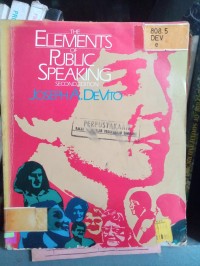 THE
ELEMENTS
OF
PUBLIC
SPEAKING
SECOND EDITION
JOSEPH A. DEVITO
808.5
DEV
e
PERPUSTAKAAN